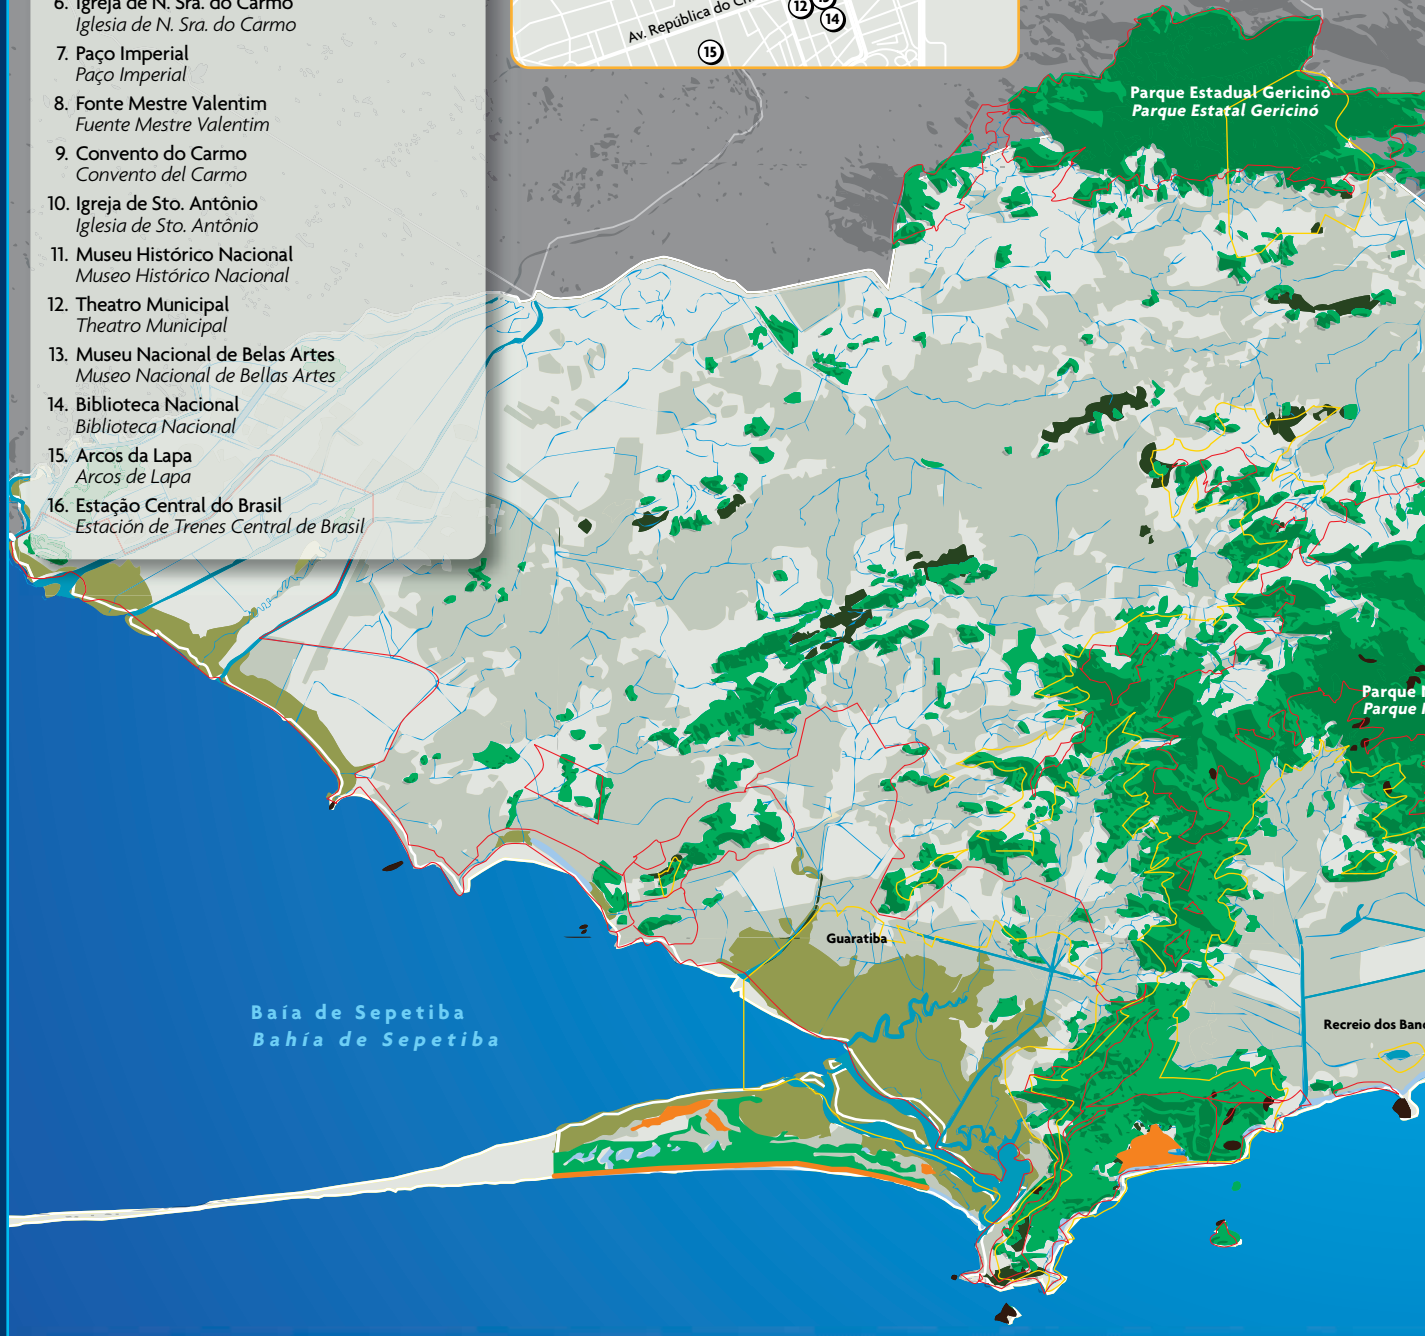 6. Igreja de N. Sra. do Carmo
Iglesia de N. Sra. do Carmo
7. Paço Imperial
Paço Imperial
8. Fonte Mestre Valentim
Fuente Mestre Valentim
9. Convento do Carmo
Convento del Carmo
10. Igreja de Sto. Antônio
Iglesia de Sto. Antônio
11. Museu Histórico Nacional
Museo Histórico Nacional
12. Theatro Municipal
Theatro Municipal
13. Museu Nacional de Belas Artes
Museo Nacional de Bellas Artes
14. Biblioteca Nacional
Biblioteca Nacional
15. Arcos da Lapa
Arcos de Lapa
16. Estação Central do Brasil
Estación de Trenes Central de Brasil
Av. República do
12
14
15
Parque Estadual Gericinó
Parque Estatal Gericinó
Parque
Parque
Guaratiba
Recreio dos
Baía de Sepetiba
Bahía de Sepetiba